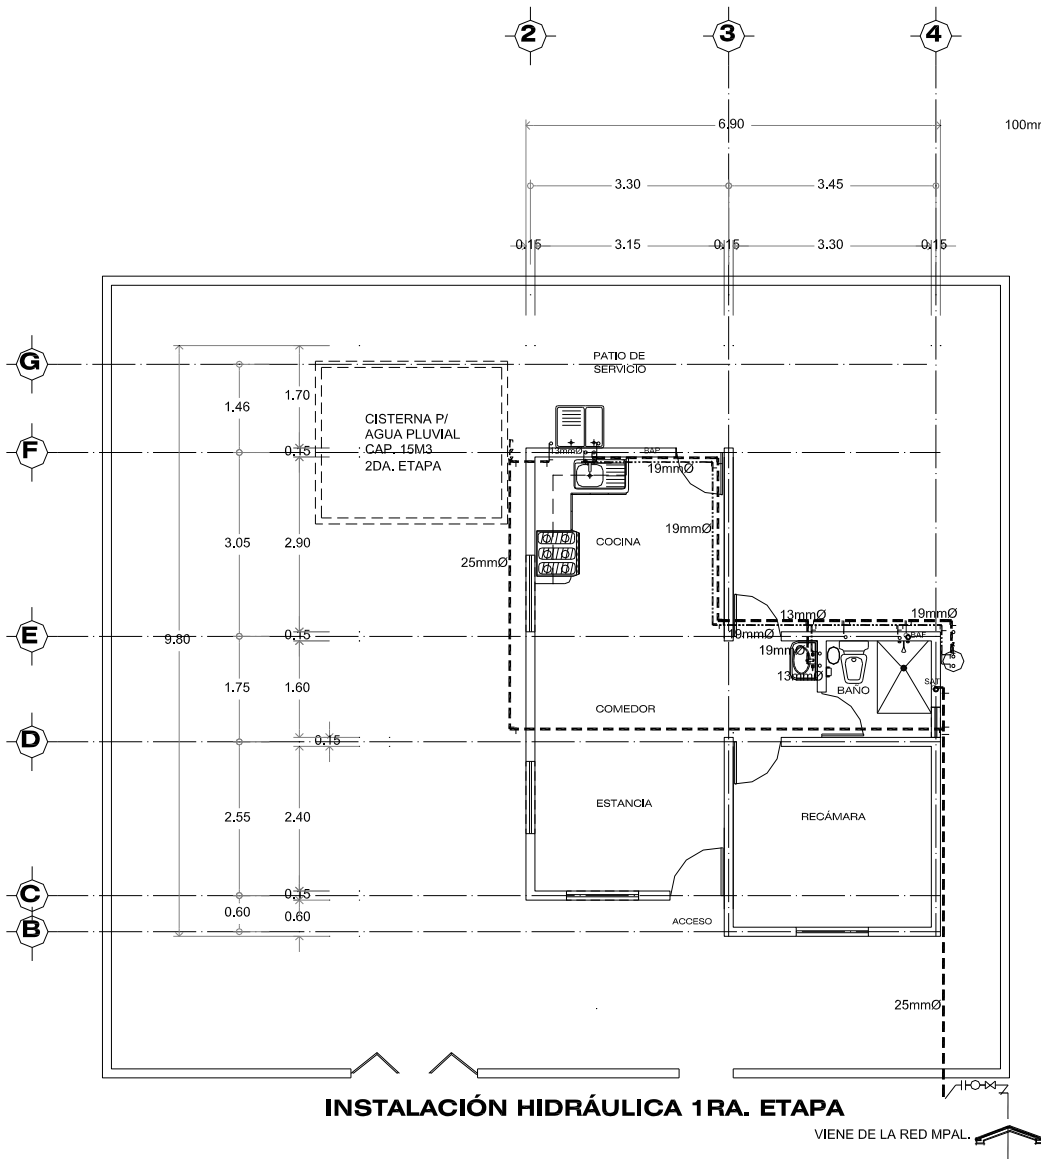 2
3
4
6.90
100mm
3.30
3.45
0.15
3.15
0.15
3.30
0.15
G
PATIO DE
SERVICIO
1.46
1.70
CISTERNA P/
AGUA PLUVIAL
CAP. 15M3
2DA. ETAPA
F
0.15
13mmØ
BAP
19mmØ
19mmØ
COCINA
3.05
2.90
25mmØ
E
9.80
0.15
13mmØ
19mmØ
19mmØ
BAF
19mmØ
13mmØ
SAT
BAÑO
1.75
1.60
COMEDOR
D
0.15
ESTANCIA
RECÁMARA
2.55
2.40
C
0.15
0.60
0.60
B
ACCESO
25mmØ
INSTALACIÓN HIDRÁULICA 1RA. ETAPA
VIENE DE LA RED MPAL.